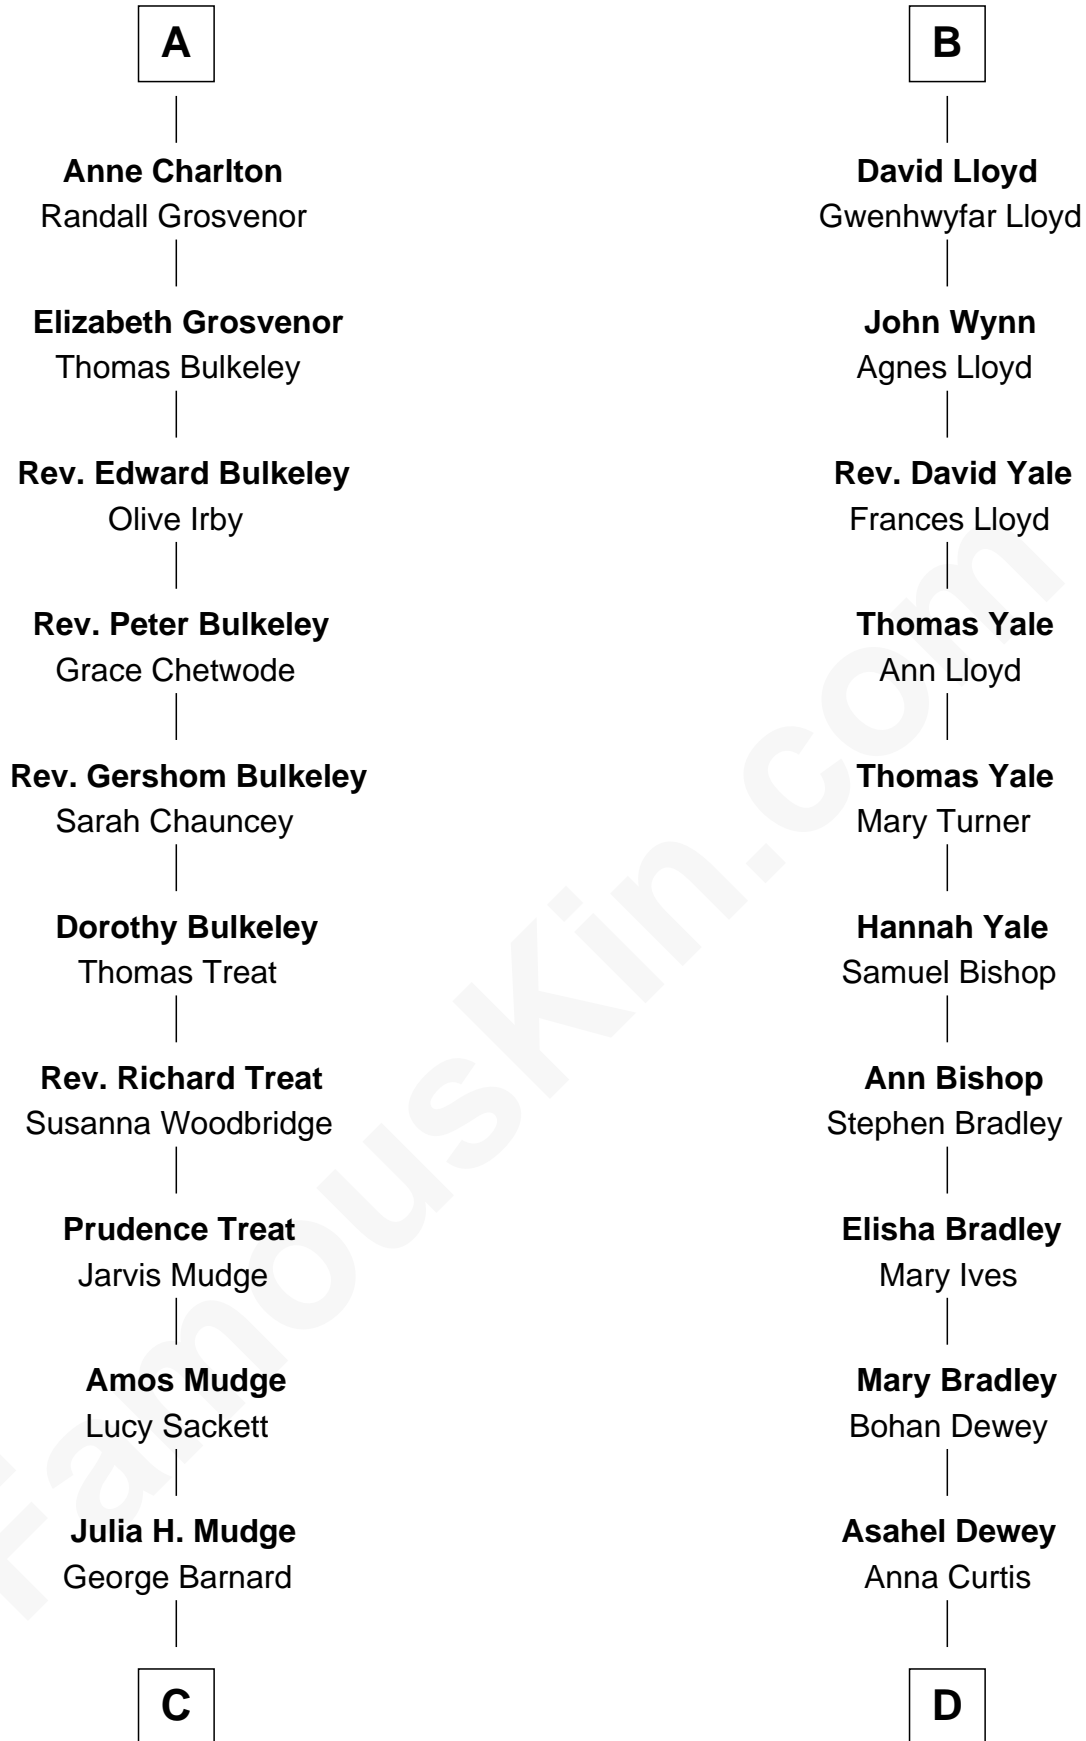 A
Anne Charlton
Randall Grosvenor
Elizabeth Grosvenor
Thomas Bulkeley
Rev. Edward Bulkeley
Olive Irby
Rev. Peter Bulkeley
Grace Chetwode
Rev. Gershom Bulkeley
Sarah Chauncey
Dorothy Bulkeley
Thomas Treat
Rev. Richard Treat
Susanna Woodbridge
Prudence Treat
Jarvis Mudge
Amos Mudge
Lucy Sackett
Julia H. Mudge
George Barnard
C
B
David Lloyd
Gwenhwyfar Lloyd
John Wynn
Agnes Lloyd
Rev. David Yale
Frances Lloyd
Thomas Yale
Ann Lloyd
Thomas Yale
Mary Turner
Hannah Yale
Samuel Bishop
Ann Bishop
Stephen Bradley
Elisha Bradley
Mary Ives
Mary Bradley
Bohan Dewey
Asahel Dewey
Anna Curtis
D
FamousKin.com